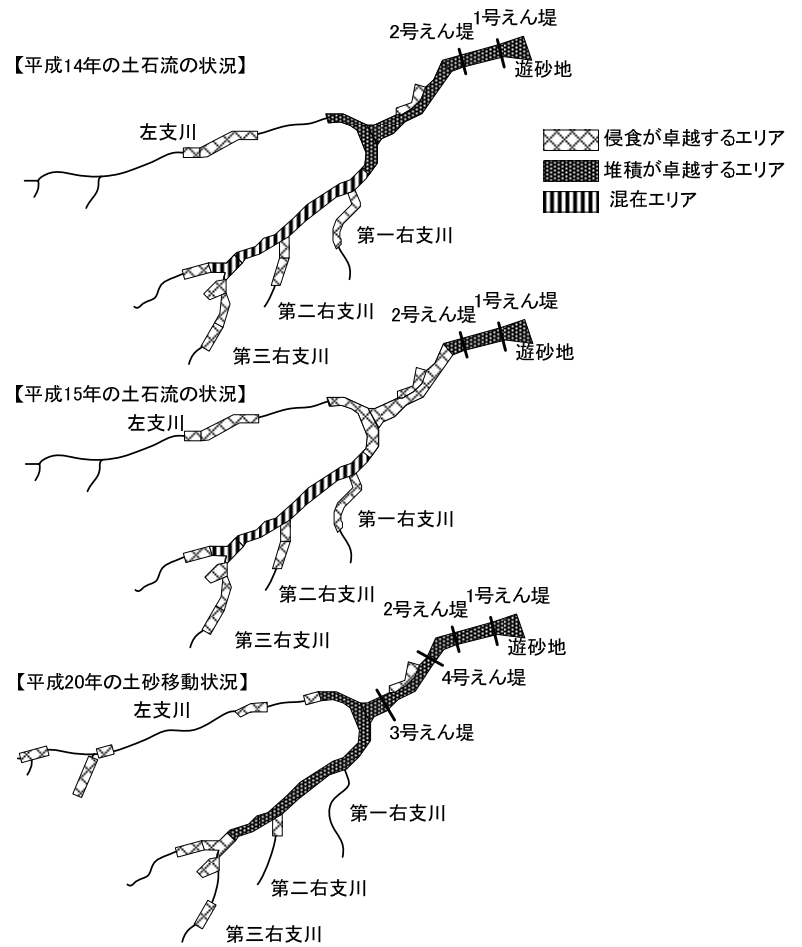 1号えん堤
2号えん堤
【平成14年の土石流の状況】
遊砂地
左支川
侵食が卓越するエリア
堆積が卓越するエリア
混在エリア
第一右支川
第二右支川
第三右支川
1号えん堤
2号えん堤
遊砂地
【平成15年の土石流の状況】
左支川
第一右支川
第二右支川
第三右支川
1号えん堤
2号えん堤
遊砂地
【平成20年の土砂移動状況】
4号えん堤
左支川
3号えん堤
第一右支川
第二右支川
第三右支川